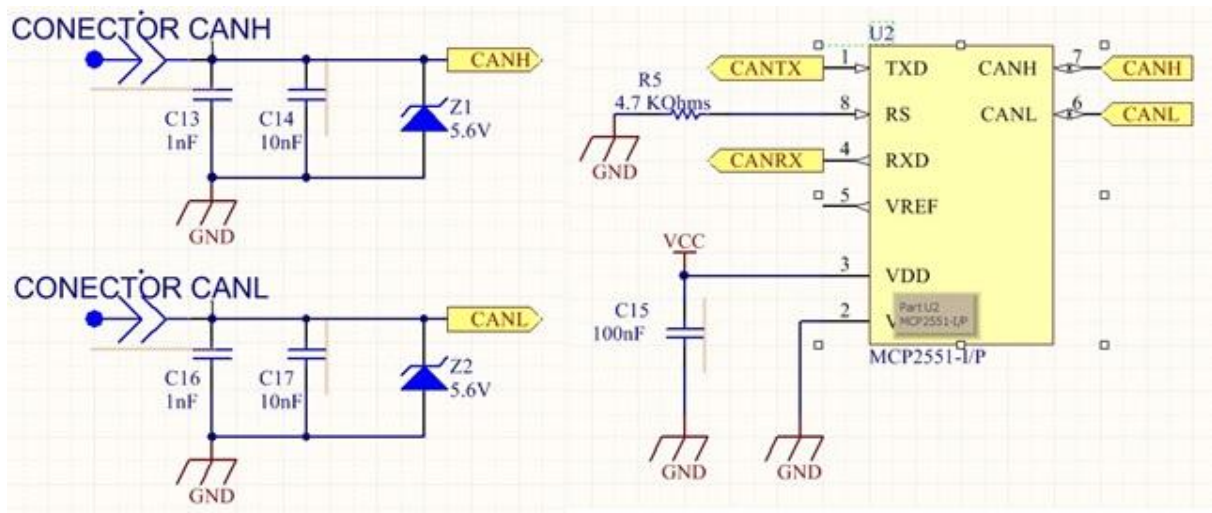 CONECTOR CANH
CANH
C13
1nF
C14
10nF
Z1
5.6V
GND
CONECTOR CANL
CANL
C16
1nF
C17
10nF
Z2
5.6V
GND
U2
CANTX
1
TXD
CANH
7
CANH
R5
4.7 KOhms
8
RS
CANL
6
CANL
GND
CANRX
4
RXD
5
VREF
VCC
3
VDD
C15
100nF
2
V
Part U2
MCP2551-I/P
MCP2551-I/P
GND
GND